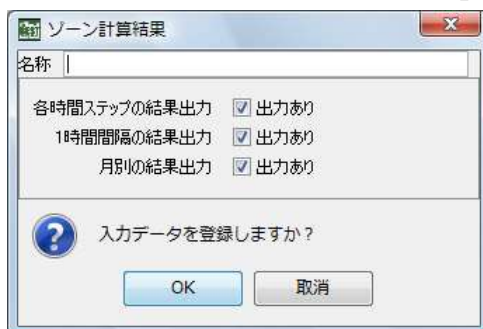 ゾーン計算結果
名称
各時間ステップの結果出力 出力あり
1時間間隔の結果出力 出力あり
月別の結果出力 出力あり
入力データを登録しますか？
OK 取消